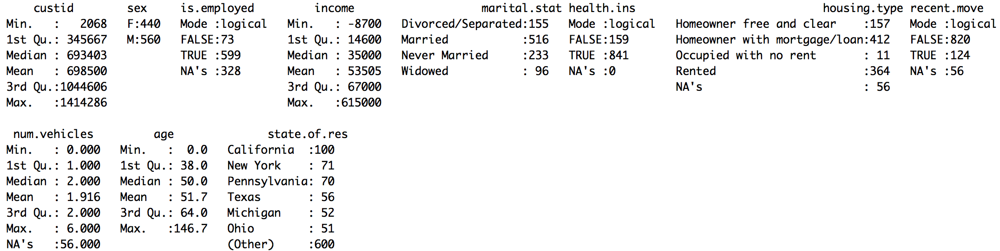 custid        sex     is.employed         income                   marital.stat health.ins                            housing.type recent.move
Min.   :   2068   F:440   Mode :logical   Min.   : -8700   Divorced/Separated:155   Mode :logical   Homeowner free and clear    :157   Mode :logical
1st Qu.: 345667   M:560   FALSE:73        1st Qu.: 14600   Married           :516   FALSE:159       Homeowner with mortgage/loan:412   FALSE:820
Median : 693403           TRUE :599       Median : 35000   Never Married     :233   TRUE :841       Occupied with no rent       : 11   TRUE :124
Mean   : 698500           NA's :328       Mean   : 53505   Widowed           : 96   NA's :0         Rented                      :364   NA's :56
3rd Qu.:1044606                           3rd Qu.: 67000                                            NA's                        : 56
Max.   :1414286                           Max.   :615000
 num.vehicles         age              state.of.res
Min.   : 0.000   Min.   :  0.0   California  :100
1st Qu.: 1.000   1st Qu.: 38.0   New York    : 71
Median : 2.000   Median : 50.0   Pennsylvania: 70
Mean   : 1.916   Mean   : 51.7   Texas       : 56
3rd Qu.: 2.000   3rd Qu.: 64.0   Michigan    : 52
Max.   : 6.000   Max.   :146.7   Ohio        : 51
NA's   :56.000                   (Other)     :600